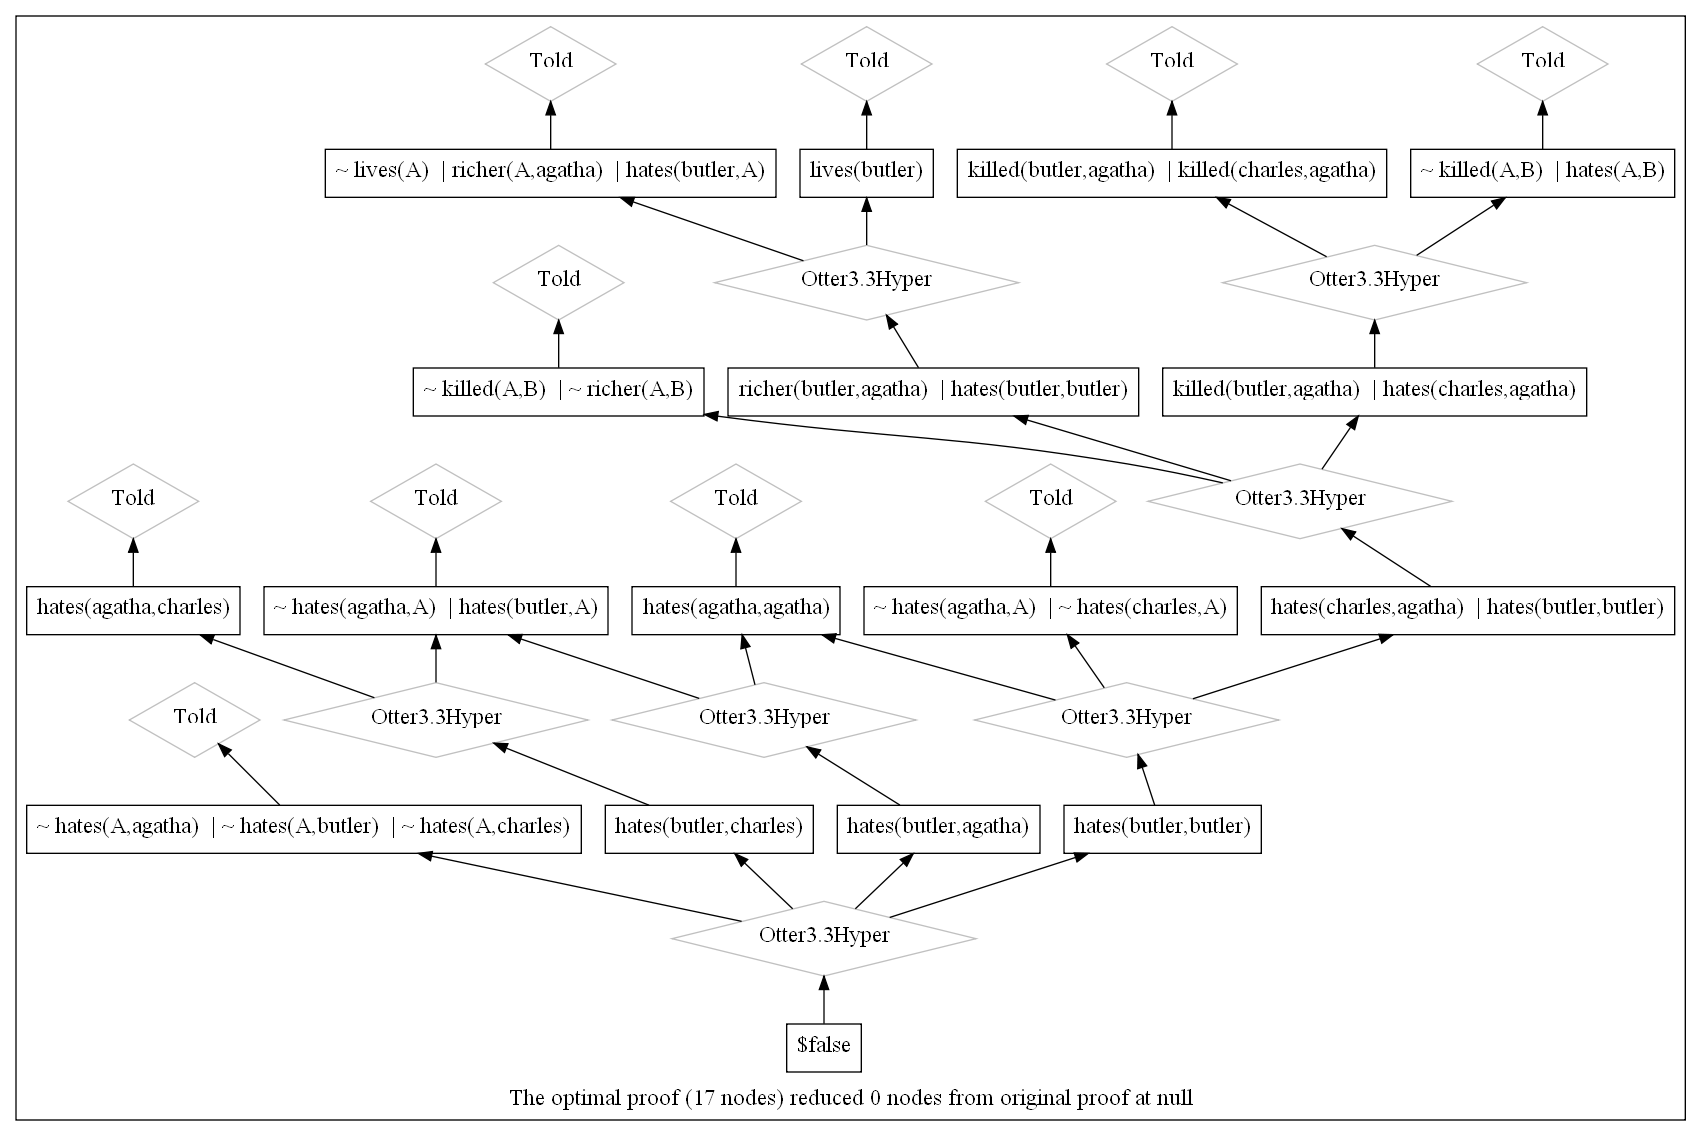 Told
Told
Told
Told
~ lives(A) | richer(A,agatha) | hates(butler,A)
lives(butler)
killed(butler,agatha) | killed(charles,agatha)
~ killed(A,B) | hates(A,B)
Told
Otter3.3Hyper
Otter3.3Hyper
~ killed(A,B) | ~ richer(A,B)
richer(butler,agatha) | hates(butler,butler)
killed(butler,agatha) | hates(charles,agatha)
Told
Told
Told
Told
Otter3.3Hyper
hates(agatha,charles)
~ hates(agatha,A) | hates(butler,A)
hates(agatha,agatha)
~ hates(agatha,A) | ~ hates(charles,A)
hates(charles,agatha) | hates(butler,butler)
Told
Otter3.3Hyper
Otter3.3Hyper
Otter3.3Hyper
~ hates(A,agatha) | ~ hates(A,butler) | ~ hates(A,charles)
hates(butler,charles)
hates(butler,agatha)
hates(butler,butler)
Otter3.3Hyper
$false
The optimal proof (17 nodes) reduced 0 nodes from original proof at null